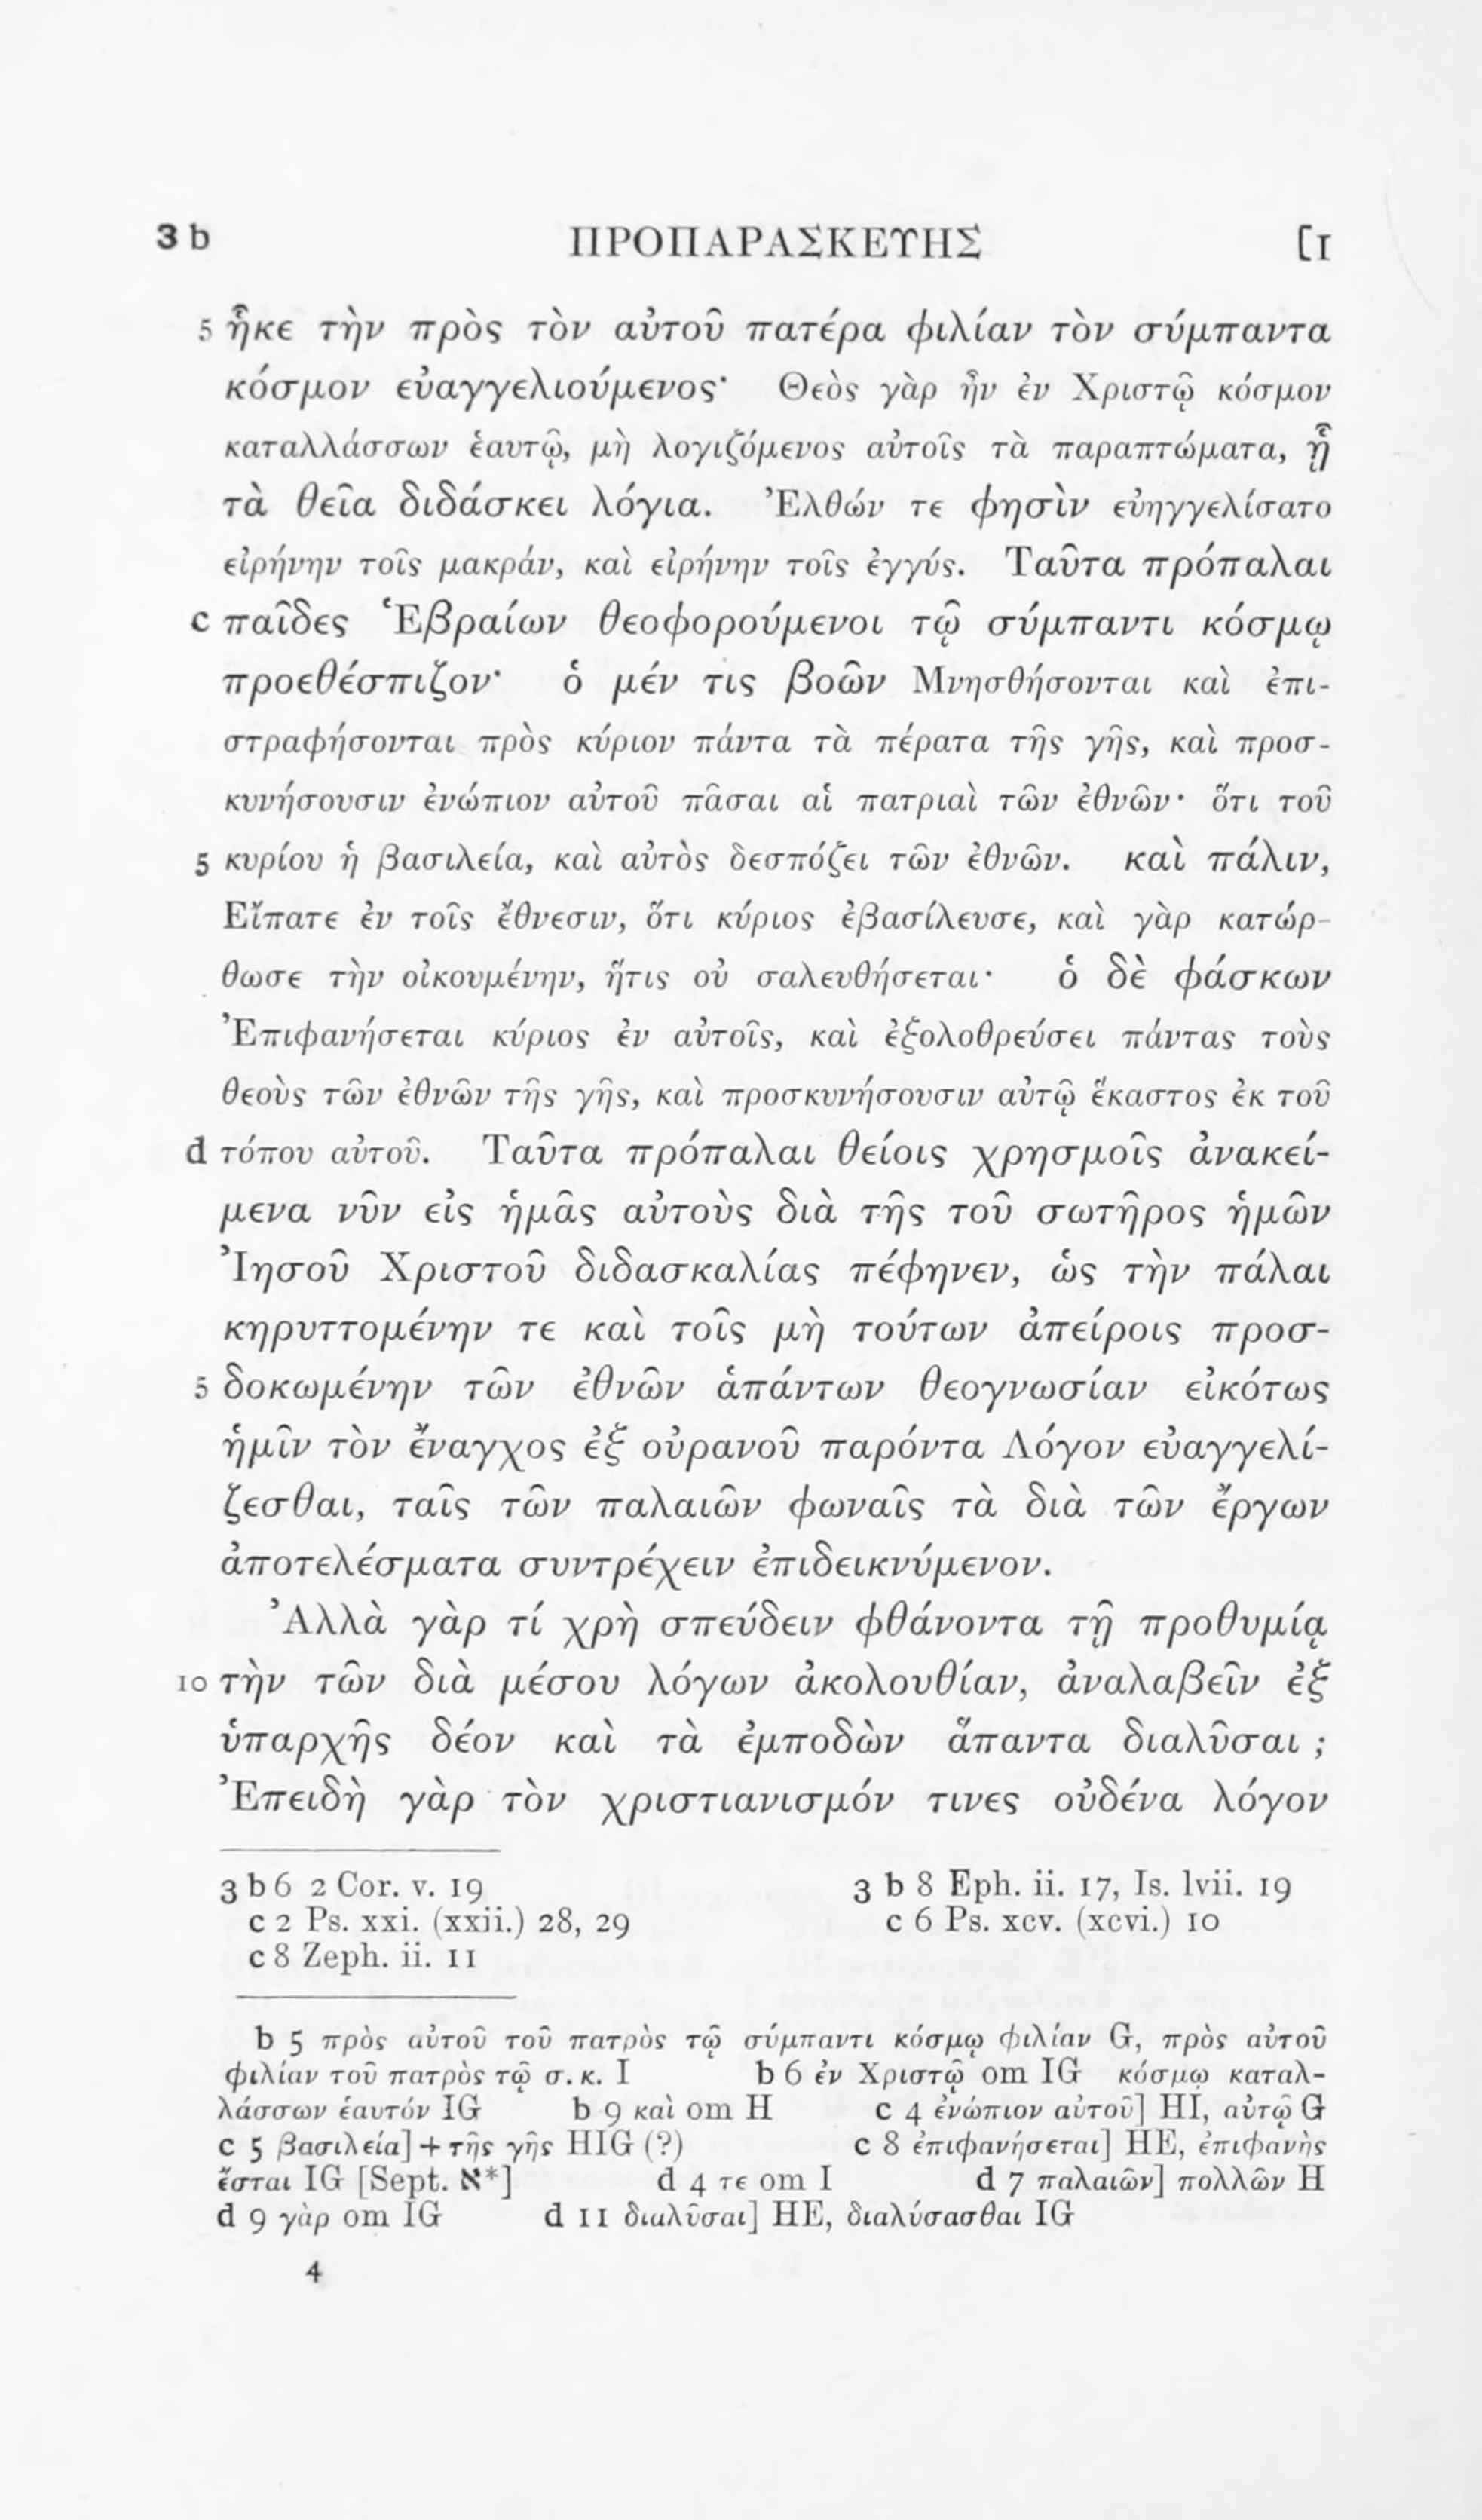 3 b ΠΡΟΠΑΡΑΣΚΕΥΗΣ [1
5 ἧκε τὴν πρὸς τὸν αὐτοῦ πατέρα φιλίαν τὸν σύμπαντα
κόσμον εὐαγγελιούμενος· Θεὸς γὰρ ἦν ἐν Χριστῷ κόσμον
καταλλάσσων ἑαυτῷ, μὴ λογιζόμενος αὐτοῖς τὰ παραπτώματα, ᾗ
τὰ θεῖα διδάσκει λόγια. Ἐλθών τε φησὶν εὐηγγελίσατο
εἰρήνην τοῖς μακράν, καὶ εἰρήνην τοῖς ἐγγύς. Ταῦτα πρόπαλαι
c παῖδες Ἑβραίων θεοφορούμενοι τῷ σύμπαντι κόσμῳ
προεθέσπιζον· ὁ μέν τις βοῶν Μνησθήσονται καὶ ἐπι-
στραφήσονται πρὸς κύριον πάντα τὰ πέρατα τῆς γῆς, καὶ προσ-
κυνήσουσιν ἐνώπιον αὐτοῦ πᾶσαι αἱ πατριαὶ τῶν ἐθνῶν· ὅτι τοῦ
5 κυρίου ἡ βασιλεία, καὶ αὐτὸς δεσπόζει τῶν ἐθνῶν. καὶ πάλιν,
Εἴπατε ἐν τοῖς ἔθνεσιν, ὅτι κύριος ἐβασίλευσε, καὶ γὰρ κατώρ-
θωσε τὴν οἰκουμένην, ἥτις οὐ σαλευθήσεται· ὁ δὲ φάσκων
Ἐπιφανήσεται κύριος ἐν αὐτοῖς, καὶ ἐξολοθρεύσει πάντας τοὺς
θεοὺς τῶν ἐθνῶν τῆς γῆς, καὶ προσκυνήσουσιν αὐτῷ ἕκαστος ἐκ τοῦ
d τόπου αὐτοῦ. Ταῦτα πρόπαλαι θείοις χρησμοῖς ἀνακεί-
μενα νῦν εἰς ἡμᾶς αὐτοὺς διὰ τῆς τοῦ σωτῆρος ἡμῶν
Ἰησοῦ Χριστοῦ διδασκαλίας πέφηνεν, ὡς τὴν πάλαι
κηρυττομένην τε καὶ τοῖς μὴ τούτων ἀπείροις προσ-
5 δοκωμένην τῶν ἐθνῶν ἁπάντων θεογνωσίαν εἰκότως
ἡμῖν τὸν ἔναγχος ἐξ οὐρανοῦ παρόντα Λόγον εὐαγγελί-
ζεσθαι, ταῖς τῶν παλαιῶν φωναῖς τὰ διὰ τῶν ἔργων
ἀποτελέσματα συντρέχειν ἐπιδεικνύμενον.
Ἀλλὰ γὰρ τί χρὴ σπεύδειν φθάνοντα τῇ προθυμίᾳ
10 τὴν τῶν διὰ μέσου λόγων ἀκολουθίαν, ἀναλαβεῖν ἐξ
ὑπαρχῆς δέον καὶ τὰ ἐμποδὼν ἅπαντα διαλῦσαι ;
Ἐπειδὴ γὰρ τὸν χριστιανισμόν τινες οὐδένα λόγον
3 b 6 2 Cor. v. 19 3 b 8 Eph. ii. 17, Is. lvii. 19
c 2 Ps. xxi. (xxii.) 28, 29 c 6 Ps. xcv. (xcvi.) 10
c 8 Zeph. ii. 11
b 5 πρὸς αὐτοῦ τοῦ πατρὸς τῷ σύμπαντι κόσμῳ φιλίαν G, πρὸς αὐτοῦ
φιλίαν τοῦ πατρὸς τῷ σ. κ. I b 6 ἐν Χριστῷ om IG κόσμῳ καταλ-
λάσσων ἑαυτόν IG b 9 καὶ om H c 4 ἐνώπιον αὐτοῦ] HI, αὐτῷ G
c 5 βασιλεία] + τῆς γῆς HIG (?) c 8 ἐπιφανήσεται] HE, ἐπιφανὴς
ἔσται IG [Sept. א*] d 4 τε om I d 7 παλαιῶν] πολλῶν H
d 9 γὰρ om IG d 11 διαλῦσαι] HE, διαλύσασθαι IG
4